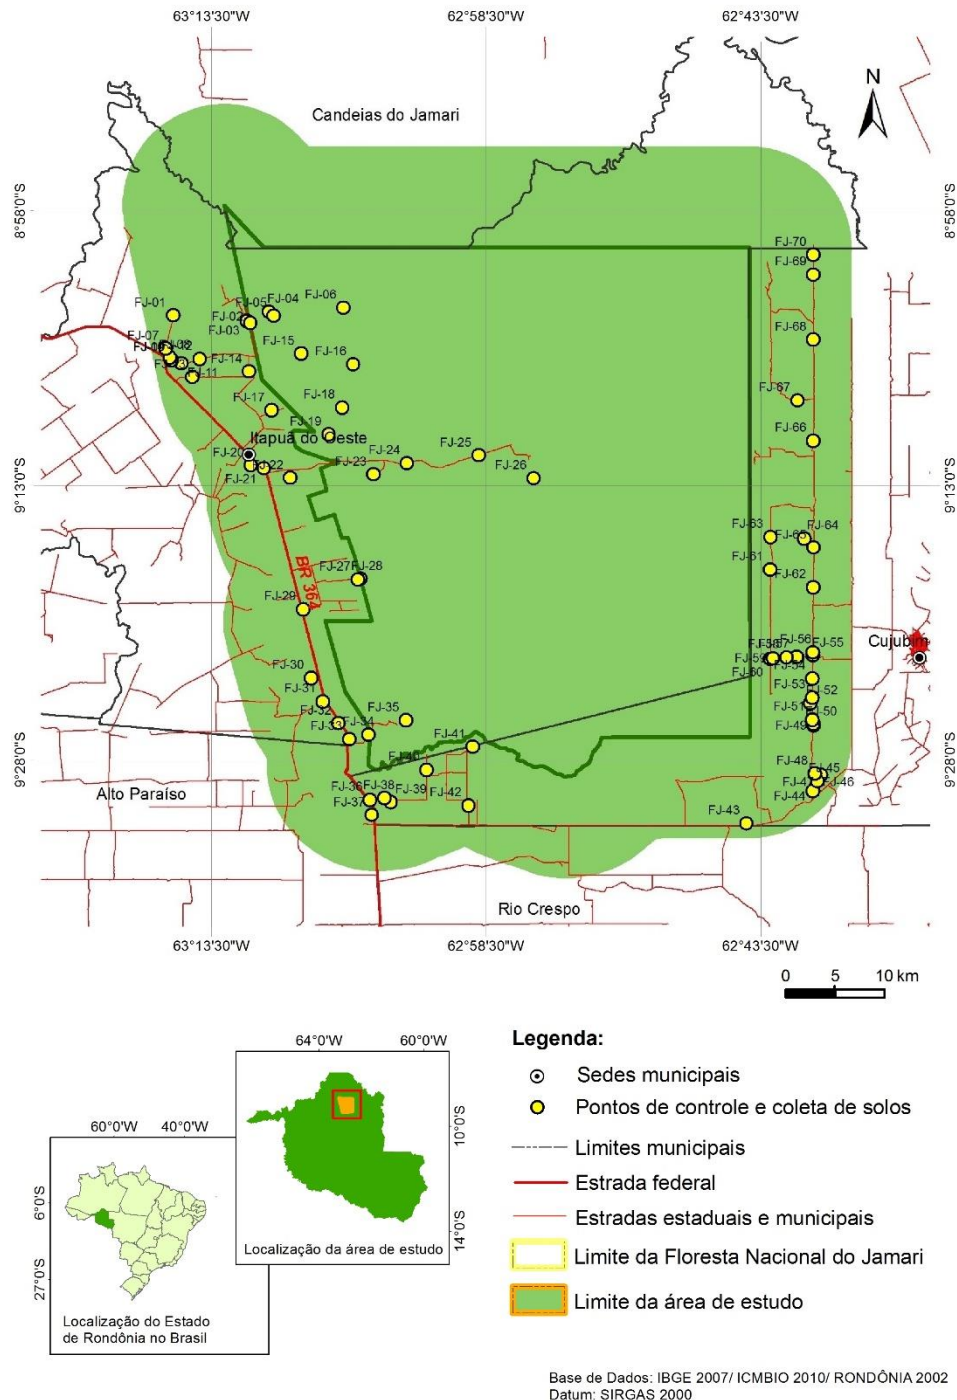 63°13'30"W
62°58'30"W
62°43'30"W
N
Candeias do Jamari
8°58'0"S
8°58'0"S
FJ-70
FJ-69
FJ-01
FJ-05
FJ-04
FJ-06
FJ-02
FJ-03
FJ-07
FJ-68
FJ-15
FJ-14
FJ-16
FJ-11
FJ-67
FJ-17
FJ-18
FJ-19
FJ-66
Itapuã do Oeste
FJ-20
FJ-21
FJ-22
FJ-23
FJ-24
FJ-25
FJ-26
9°13'0"S
9°13'0"S
FJ-63
FJ-65
FJ-64
FJ-61
FJ-62
FJ-27
FJ-28
BR 364
FJ-29
Cujubim
FJ-56
FJ-55
FJ-59
FJ-54
FJ-60
FJ-30
FJ-53
FJ-31
FJ-52
FJ-51
FJ-32
FJ-35
FJ-50
FJ-33
FJ-34
FJ-49
FJ-41
9°28'0"S
9°28'0"S
FJ-40
FJ-48
FJ-45
FJ-46
FJ-44
Alto Paraíso
FJ-36
FJ-38
FJ-39
FJ-37
FJ-42
FJ-43
Rio Crespo
63°13'30"W
62°58'30"W
62°43'30"W
0 5 10 km
64°0'W
60°0'W
10°0'S
14°0'S
Localização da área de estudo
60°0'W
40°0'W
6°0'S
27°0'S
Localização do Estado
de Rondônia no Brasil
Legenda:
Sedes municipais
Pontos de controle e coleta de solos
Limites municipais
Estrada federal
Estradas estaduais e municipais
Limite da Floresta Nacional do Jamari
Limite da área de estudo
Base de Dados: IBGE 2007/ ICMBIO 2010/ RONDÔNIA 2002
Datum: SIRGAS 2000